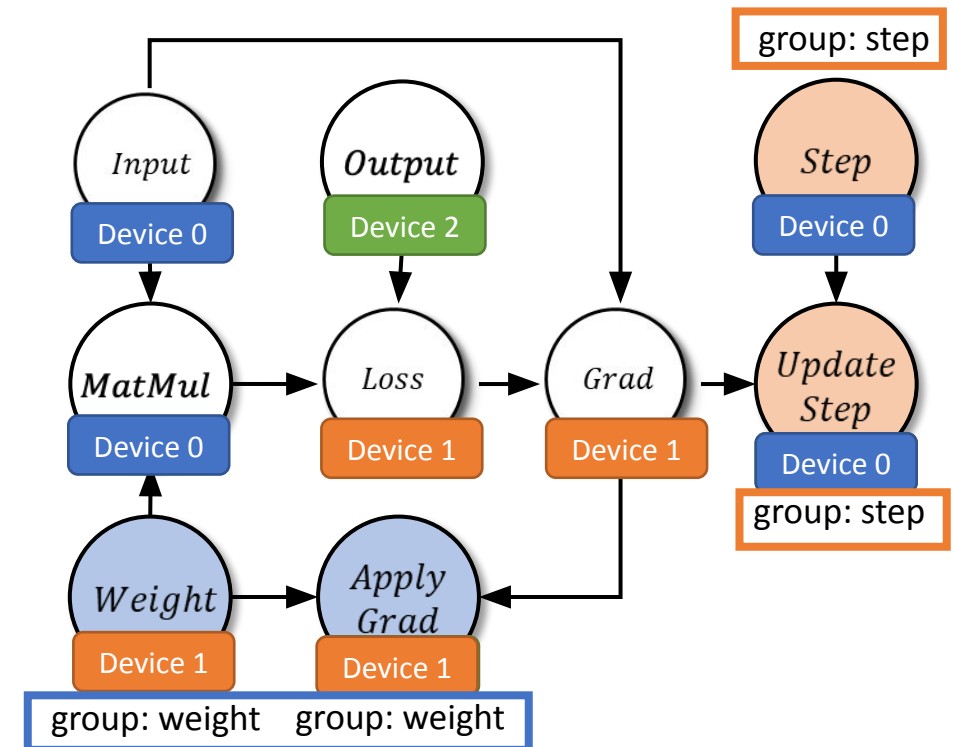 group: step
Input
Output
Step
Device 0
Device 2
Device 0
MatMul
Loss
Grad
Update
Step
Device 0
Device 1
Device 1
Device 0
group: step
Weight
Apply
Grad
Device 1
Device 1
group: weight
group: weight